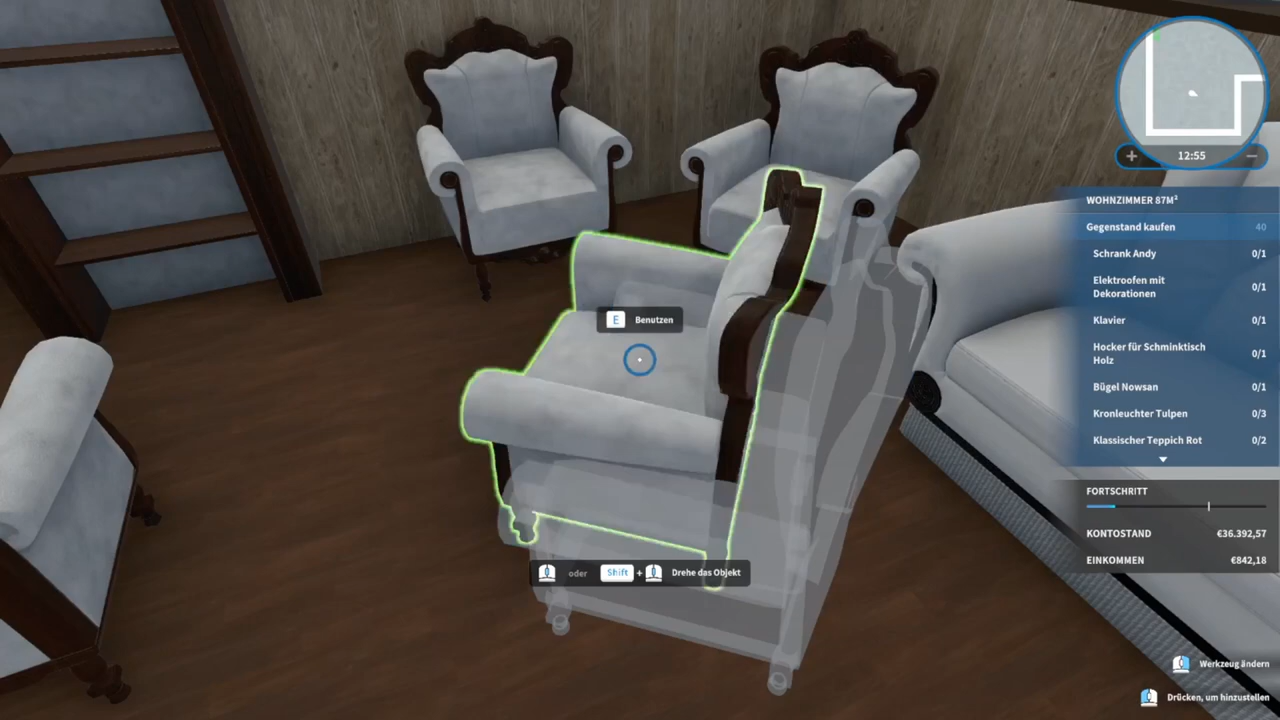 + 12:55 −
WOHNZIMMER 87M²
Gegenstand kaufen 40
Schrank Andy 0/1
Elektroofen mit
Dekorationen 0/1
Klavier 0/1
Hocker für Schminktisch
Holz 0/1
Bügel Nowsan 0/1
Kronleuchter Tulpen 0/3
Klassischer Teppich Rot 0/2
E Benutzen
FORTSCHRITT
KONTOSTAND €36.392,57
EINKOMMEN €842,18
oder Shift + Drehe das Objekt
Werkzeug ändern
Drücken, um hinzustellen